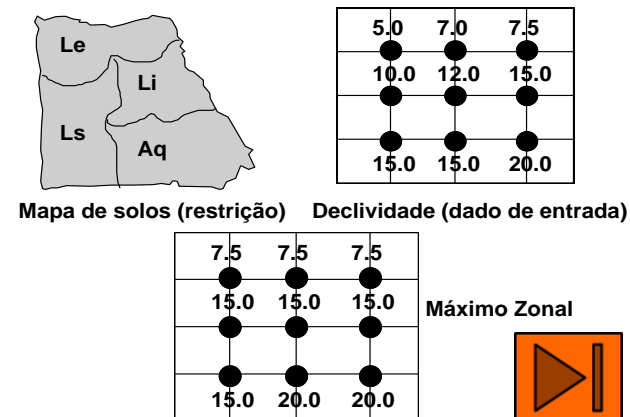 Le
Li
Ls
Aq
Mapa de solos (restrição)
5.0 7.0 7.5
10.0 12.0 15.0
15.0 15.0 20.0
Declividade (dado de entrada)
7.5 7.5 7.5
15.0 15.0 15.0
15.0 20.0 20.0
Máximo Zonal